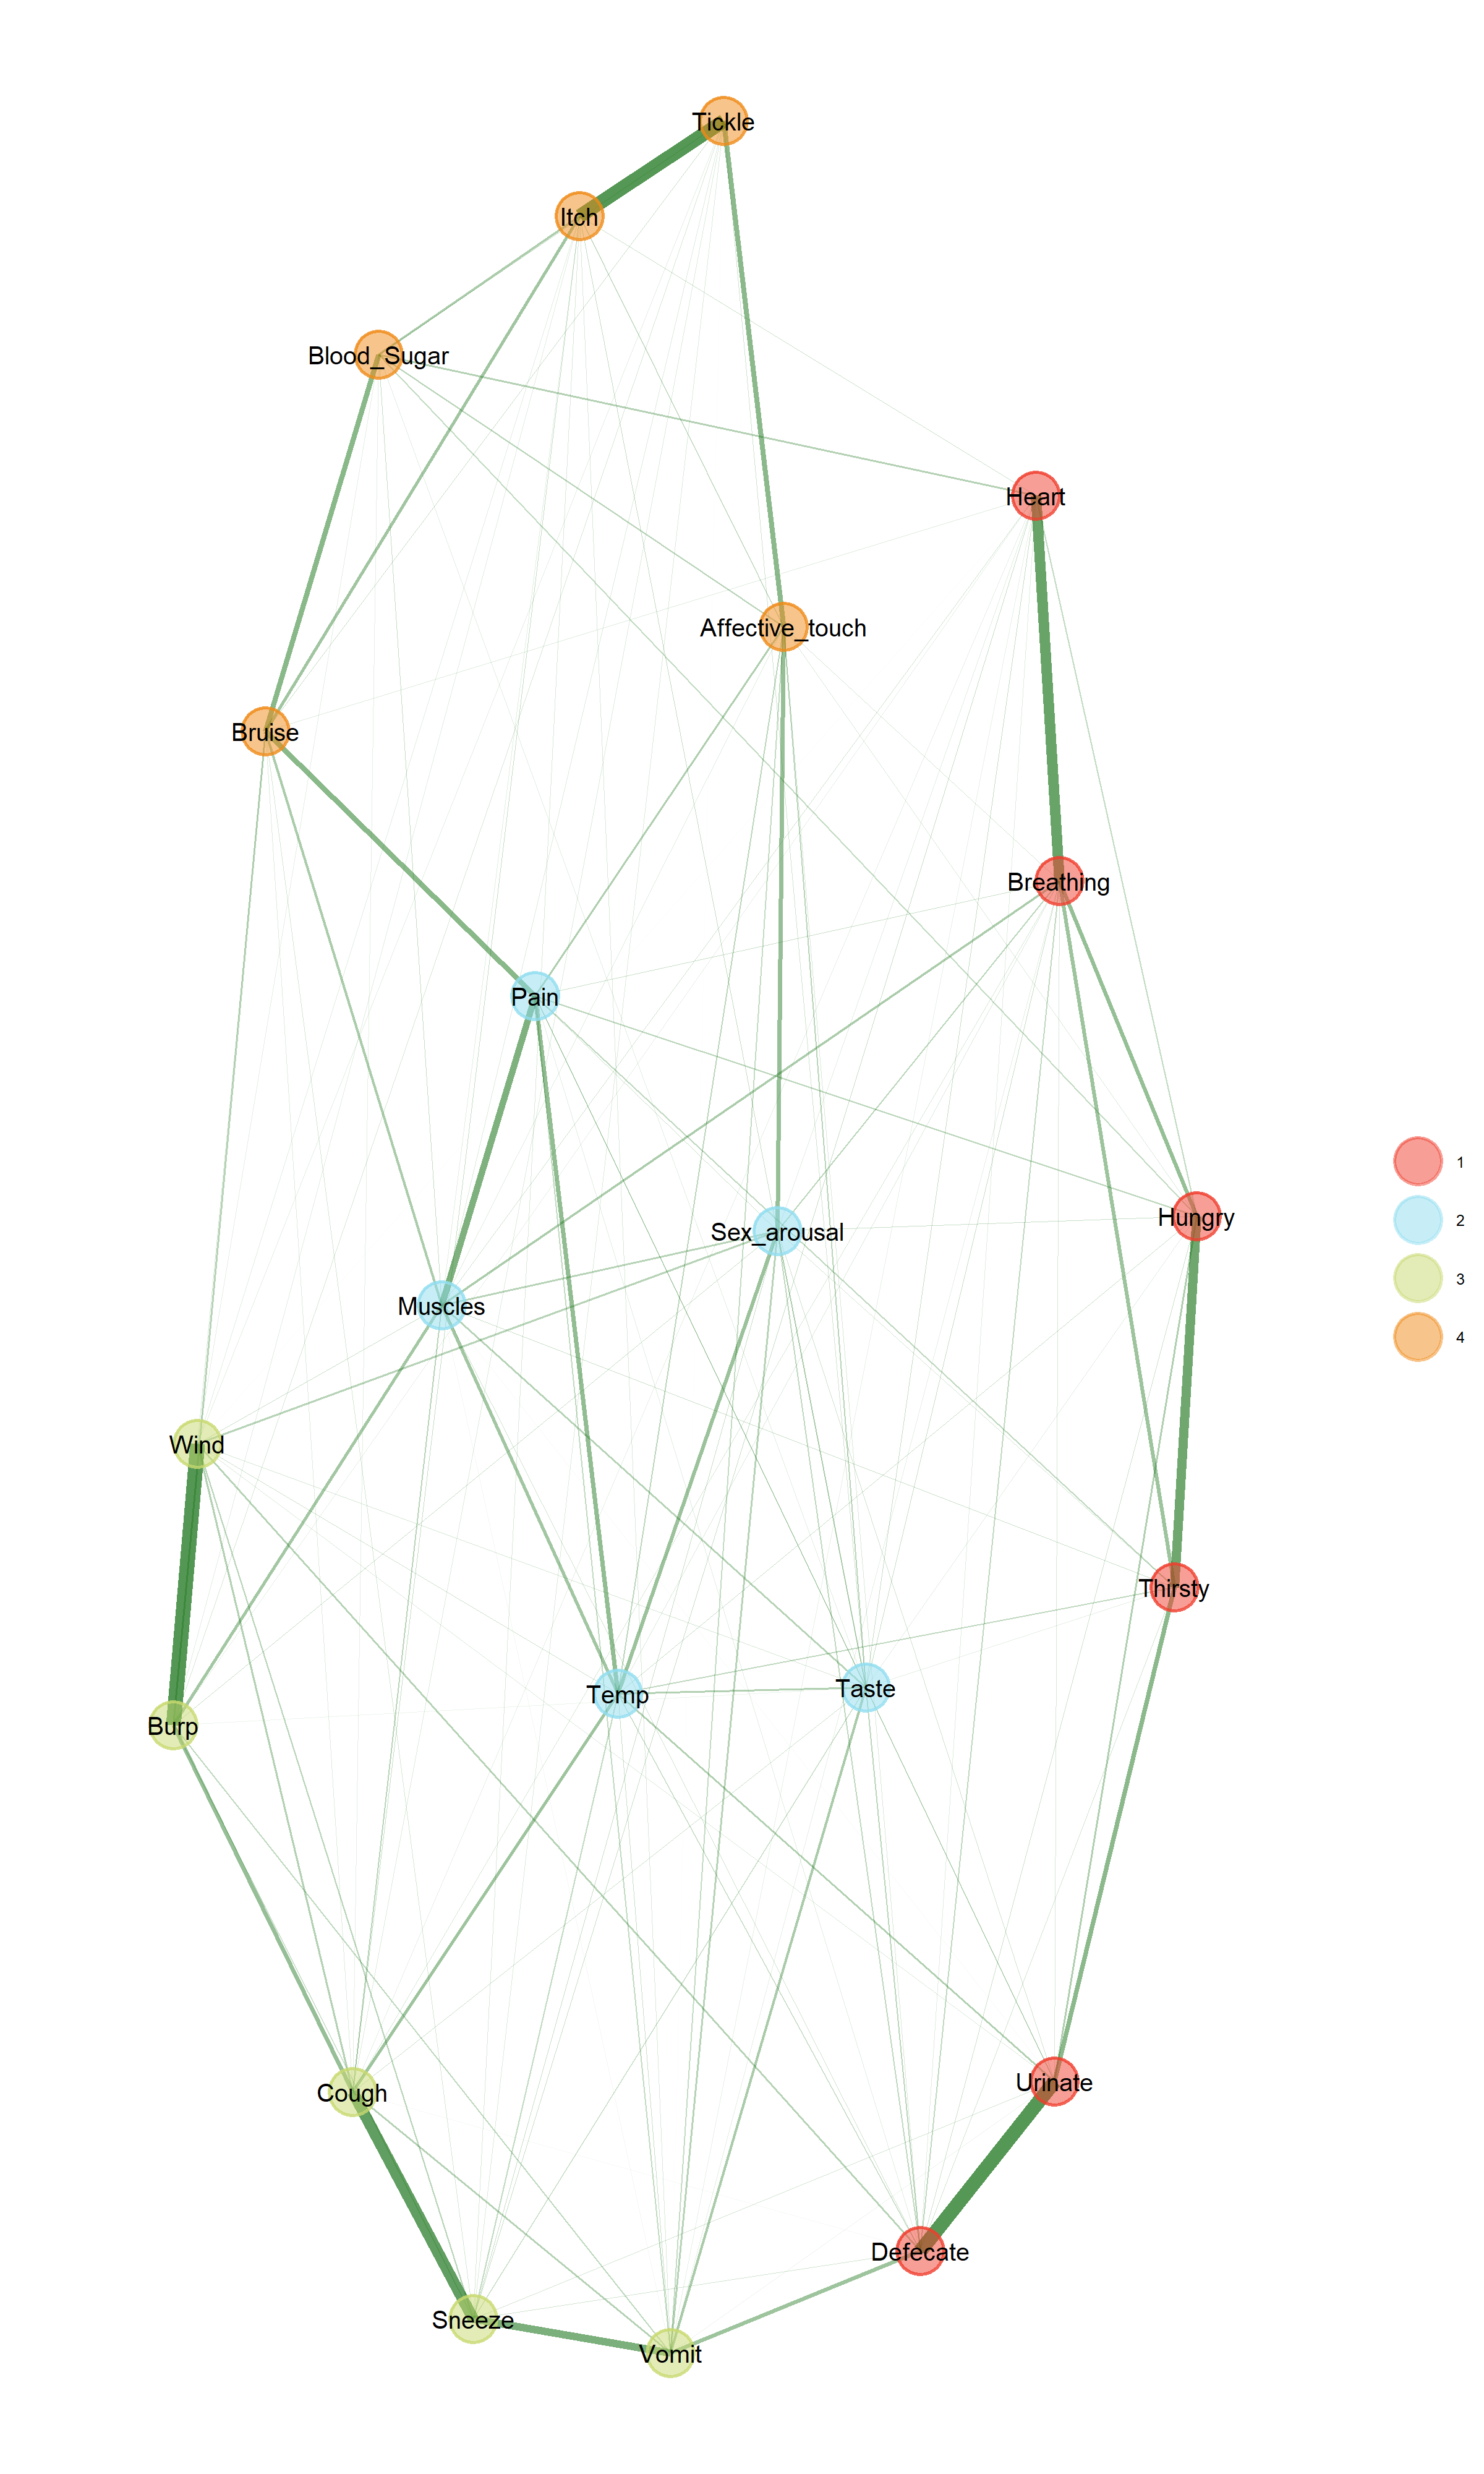 Tickle
Itch
Blood_Sugar
Heart
Affective_touch
Bruise
Breathing
Pain
Hungry
Sex_arousal
Muscles
Wind
Thirsty
Temp
Taste
Burp
Cough
Urinate
Defecate
Sneeze
Vomit
1
2
3
4